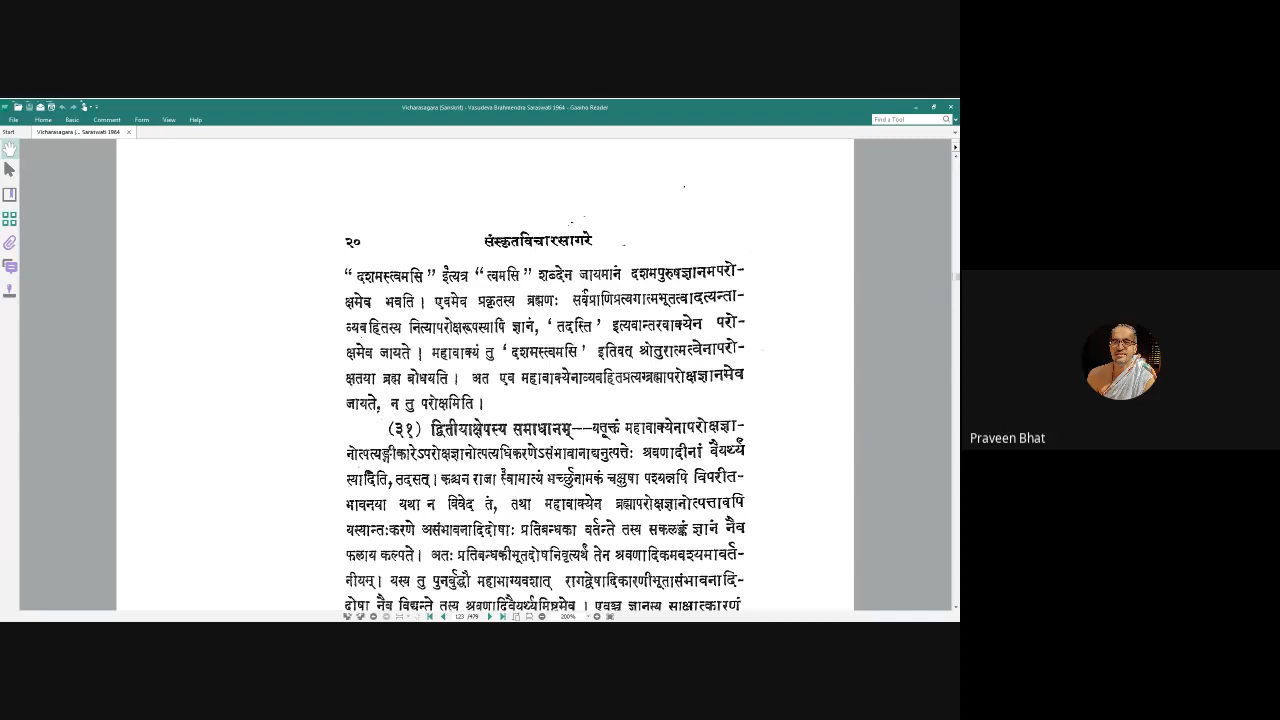 Vicharasagara (Sanskrit) - Vasudeva Brahmendra Saraswati 1964 - Gaaiho Reader
File Home Basic Comment Form View Help
Find a Tool
Start Vicharasagara (... Saraswati 1964
२० संस्कृतविचारसागरे
“दशमस्त्वमसि” इत्यत्र “त्वमसि” शब्देन जायमानं दशमपुरुषज्ञानमपरो-
क्षमेव भवति । एवमेव प्रकृतस्य ब्रह्मणः सर्वप्राणिप्रत्यगात्मभूतत्वादत्यन्ता-
व्यवहितस्य नित्यापरोक्षरूपस्यापि ज्ञानं, ‘तदस्ति’ इत्यवान्तरवाक्येन परो-
क्षमेव जायते । महावाक्यं तु ‘दशमस्त्वमसि’ इतिवत् श्रोतुरात्मत्वेनापरो-
क्षतया ब्रह्म बोधयति । अत एव महावाक्येनाव्यवहितप्रत्यग्ब्रह्मापरोक्षज्ञानमेव
जायते, न तु परोक्षमिति ।
(३१) द्वितीयाक्षेपस्य समाधानम्——यत्तूक्तं महावाक्येनापरोक्षज्ञा-
नोत्पत्यङ्गीकारेऽपरोक्षज्ञानोत्पत्यधिकरणेऽसंभावानाद्यनुत्पत्तेः श्रवणादीनां वैयर्थ्यं
स्यादिति, तदसत् । कश्चन राजा स्वामात्यं भर्च्छुनामकं चक्षुषा पश्यन्नपि विपरीत-
भावनया यथा न विवेद तं, तथा महावाक्येन ब्रह्मापरोक्षज्ञानोत्पत्तावपि
यस्यान्तःकरणे असंभावनादिदोषाः प्रतिबन्धका वर्तन्ते तस्य सकलङ्कं ज्ञानं नैव
फलाय कल्पते । अतः प्रतिबन्धकीभूतदोषनिवृत्यर्थं तेन श्रवणादिकमवश्यमावर्त-
नीयम् । यस्य तु पुनर्बुद्धौ महाभाग्यवशात् रागद्वेषादिकारणीभूतासंभावनादि-
दोषा नैव विद्यन्ते तस्य श्रवणादिवैयर्थ्यमिष्टमेव । एवञ्च ज्ञानस्य साक्षात्कारणं
123 /479 200%
Praveen Bhat